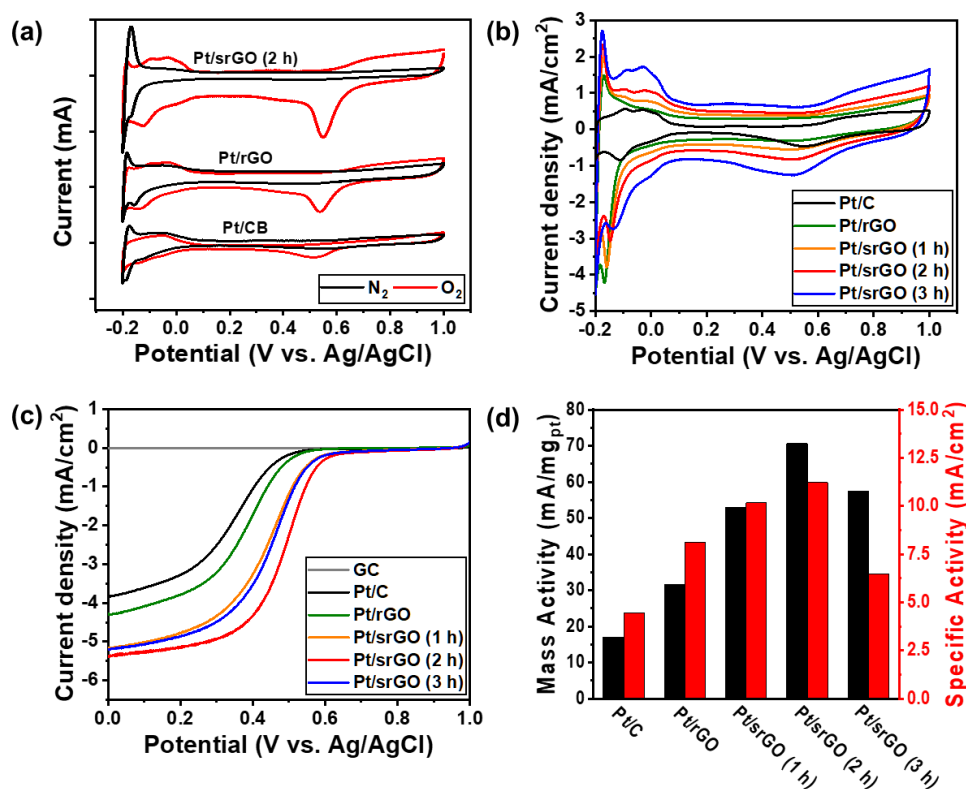 (a)
Pt/srGO (2 h)
Pt/rGO
Pt/CB
N₂ O₂
Current (mA)
-0.2 0.0 0.2 0.4 0.6 0.8 1.0
Potential (V vs. Ag/AgCl)
(b)
3
2
1
0
-1
-2
-3
-4
-5
Current density (mA/cm²)
Pt/C
Pt/rGO
Pt/srGO (1 h)
Pt/srGO (2 h)
Pt/srGO (3 h)
-0.2 0.0 0.2 0.4 0.6 0.8 1.0
Potential (V vs. Ag/AgCl)
(c)
1
0
-1
-2
-3
-4
-5
-6
Current density (mA/cm²)
GC
Pt/C
Pt/rGO
Pt/srGO (1 h)
Pt/srGO (2 h)
Pt/srGO (3 h)
0.0 0.2 0.4 0.6 0.8 1.0
Potential (V vs. Ag/AgCl)
(d)
80
70
60
50
40
30
20
10
0
Mass Activity (mA/mgpt)
15.0
12.5
10.0
7.5
5.0
2.5
0.0
Specific Activity (mA/cm²)
Pt/C
Pt/rGO
Pt/srGO (1 h)
Pt/srGO (2 h)
Pt/srGO (3 h)